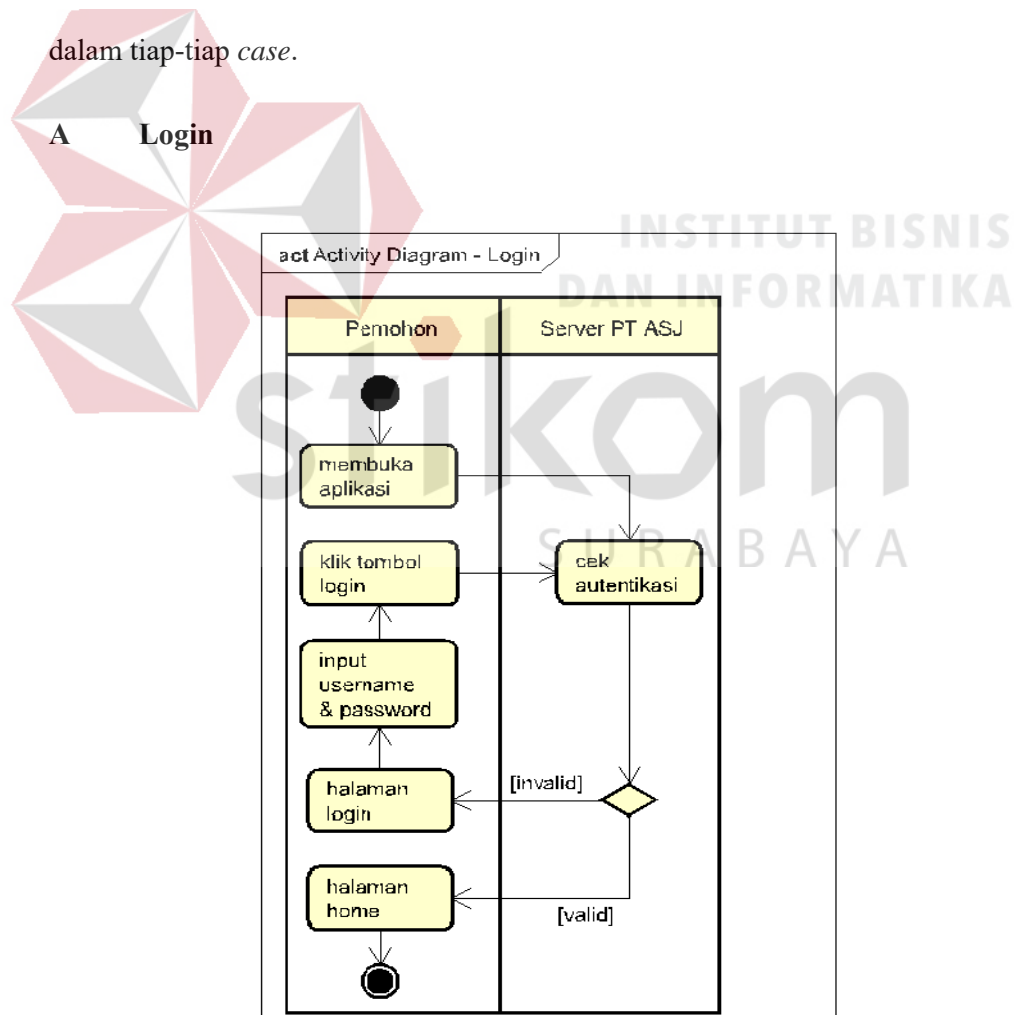 dalam tiap-tiap case.
A Login
INSTITUT BISNIS
DAN INFORMATIKA
stikom
SURABAYA
act Activity Diagram - Login
Pemohon
Server PT ASJ
membuka
aplikasi
klik tombol
login
cek
autentikasi
input
username
& password
halaman
login
[invalid]
halaman
home
[valid]